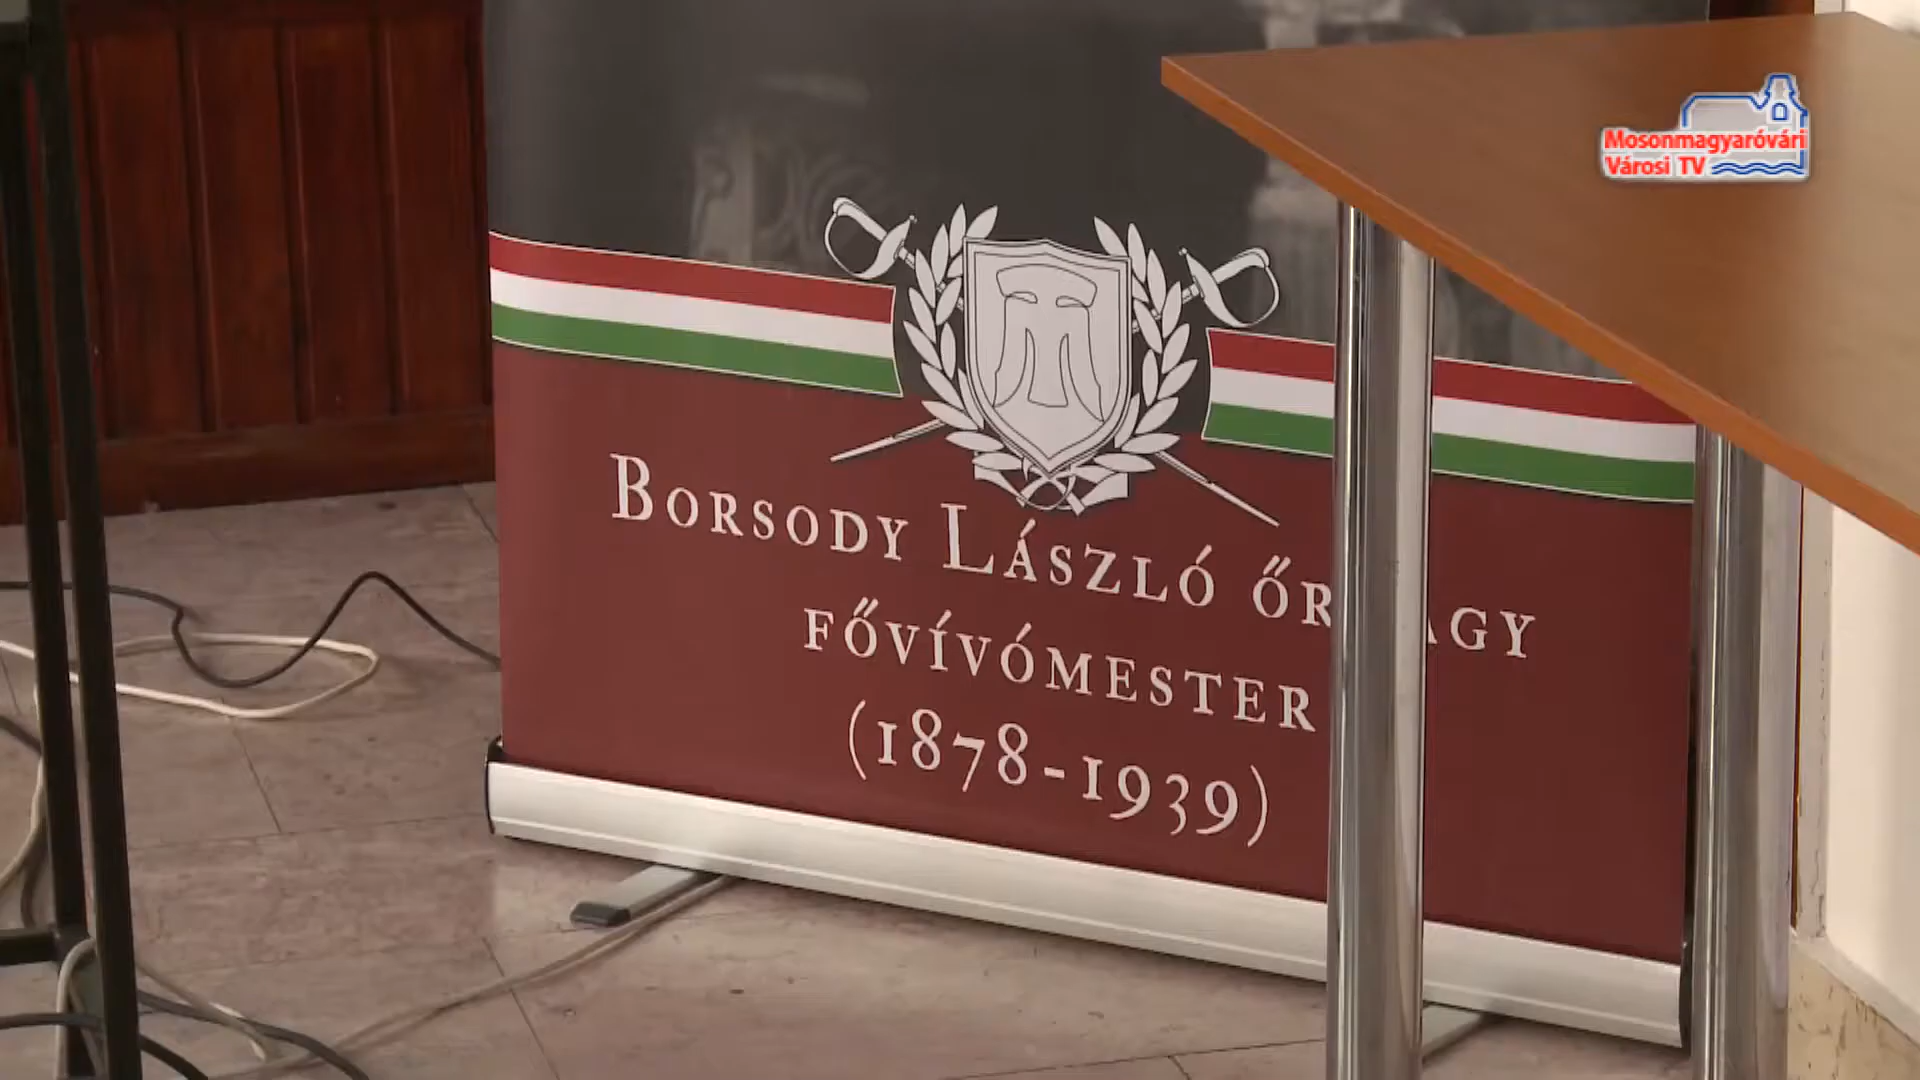 Mosonmagyaróvári
Városi TV
BORSODY LÁSZLÓ
FŐVÍVÓMESTER
(1878-1939)